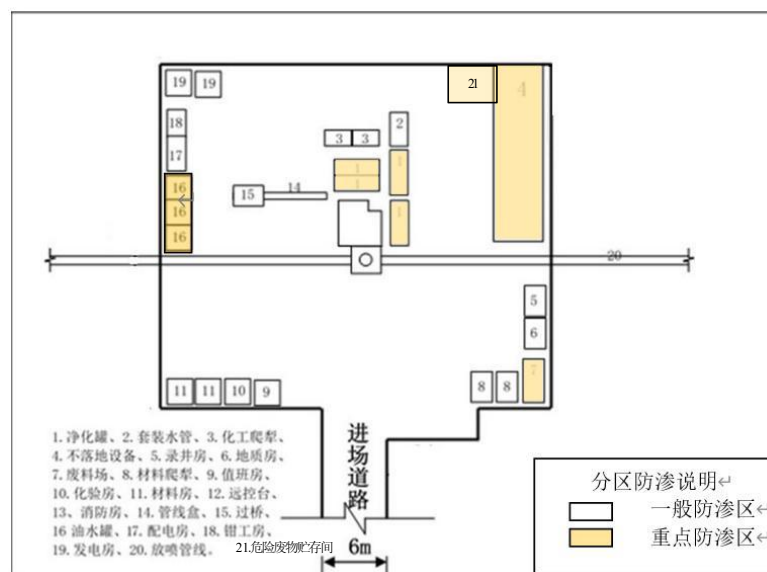 19 19
21
4
18
2
3 3
17
1
1
1
16
14
15
16
1
16
20
5
6
7
8 8
11 11 10 9
进场道路
6m
1. 净化罐、2. 套装水管、3. 化工爬犁、
4. 不落地设备、5. 录井房、6. 地质房、
7. 废料场、8. 材料爬犁、9. 值班房、
10. 化验房、11. 材料房、12. 远控台、
13、消防房、14. 管线盒、15. 过桥、
16 油水罐、17. 配电房、18. 钳工房、
19. 发电房、20. 放喷管线。 21.危险废物贮存间
分区防渗说明↵
一般防渗区↵
重点防渗区↵